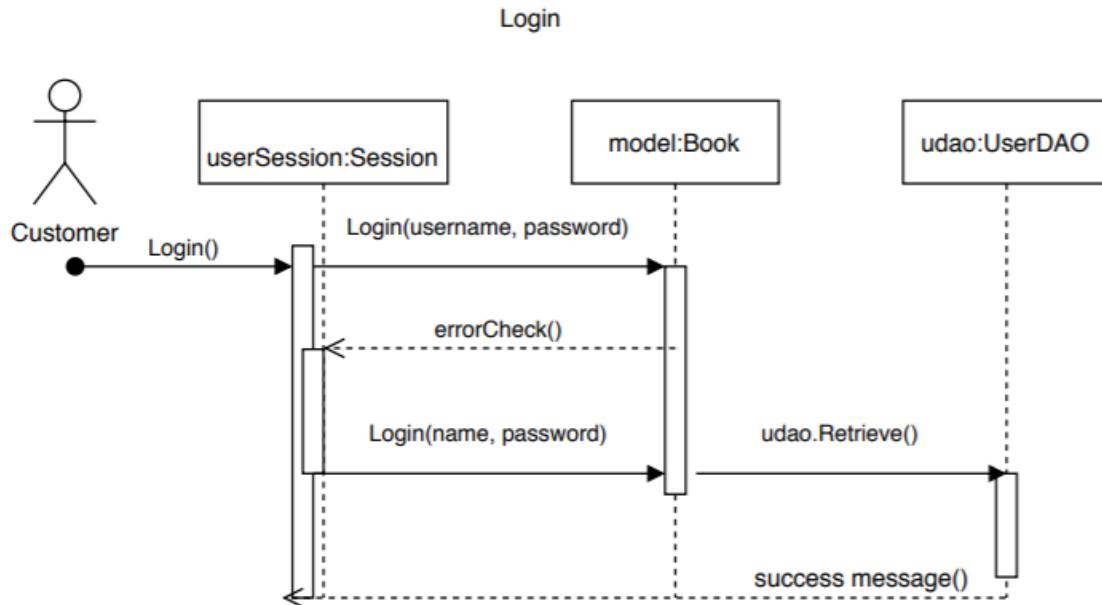 Login
userSession:Session
model:Book
udao:UserDAO
Customer
Login()
Login(username, password)
errorCheck()
Login(name, password)
udao.Retrieve()
success message()